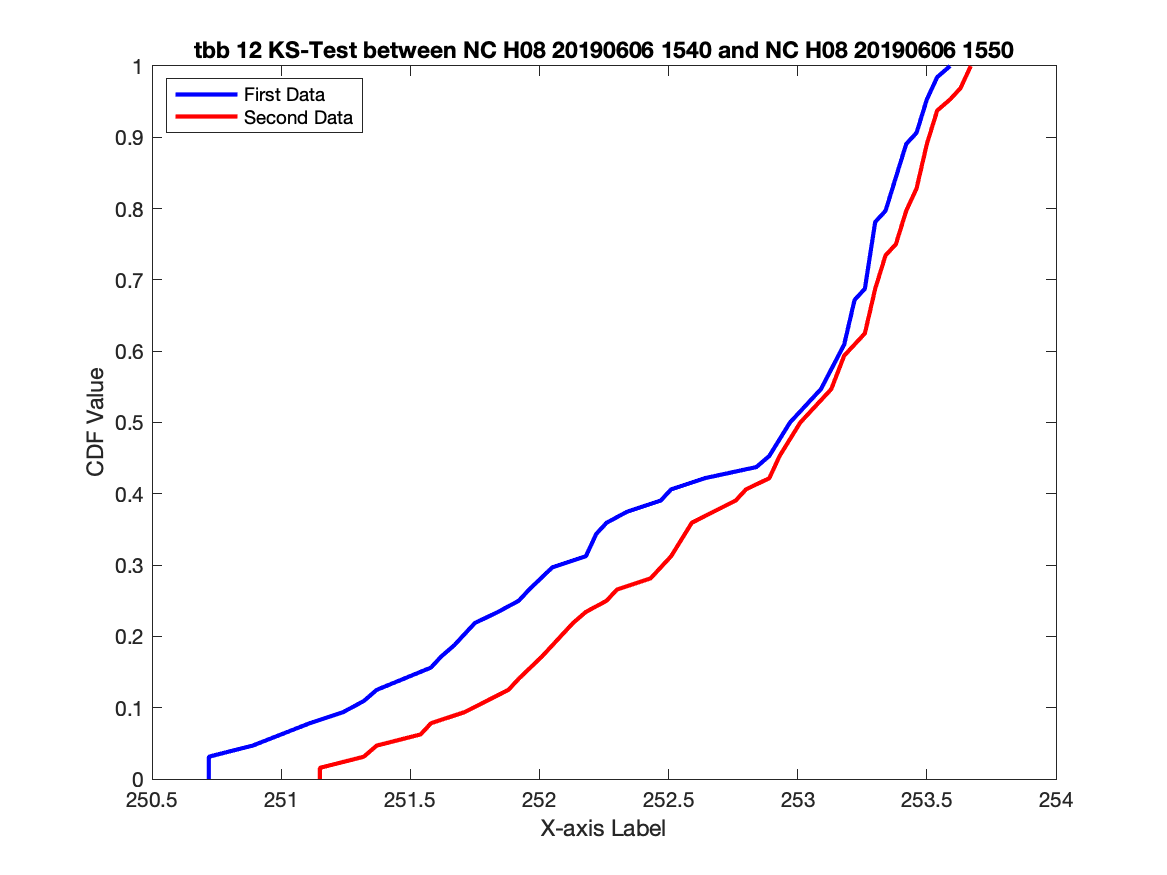 tbb 12 KS-Test between NC H08 20190606 1540 and NC H08 20190606 1550
First Data
Second Data
1
0.9
0.8
0.7
0.6
0.5
0.4
0.3
0.2
0.1
0
CDF Value
250.5 251 251.5 252 252.5 253 253.5 254
X-axis Label